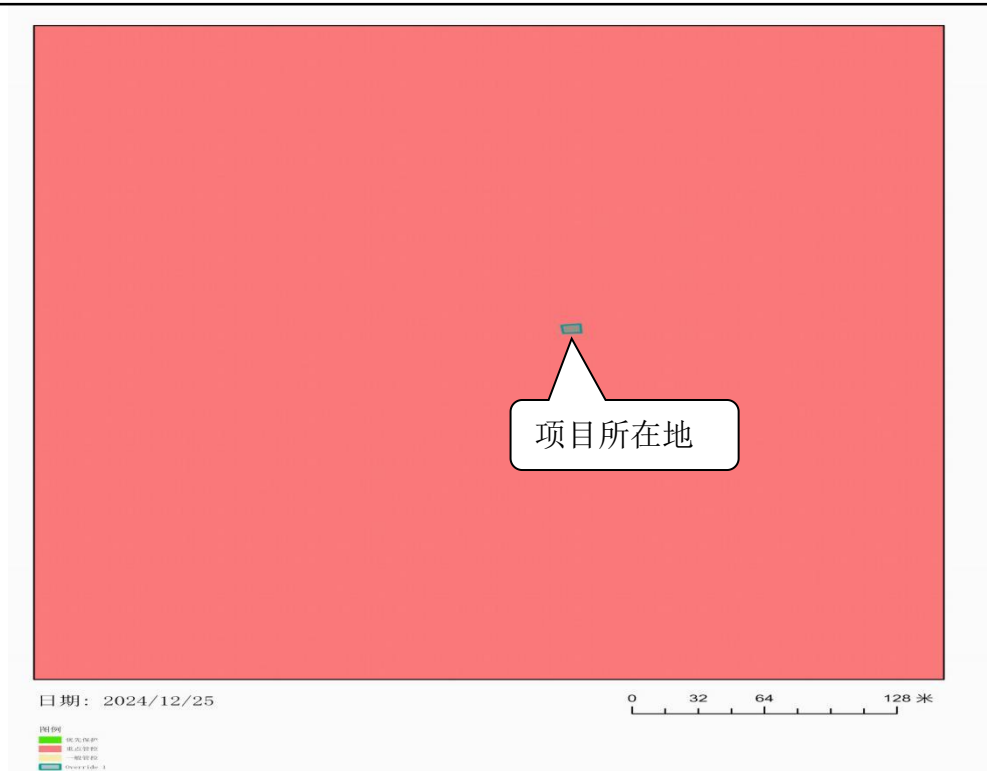 项目所在地
日期: 2024/12/25
0 32 64 128 米
图例
优先保护
重点管控
一般管控
Override 1